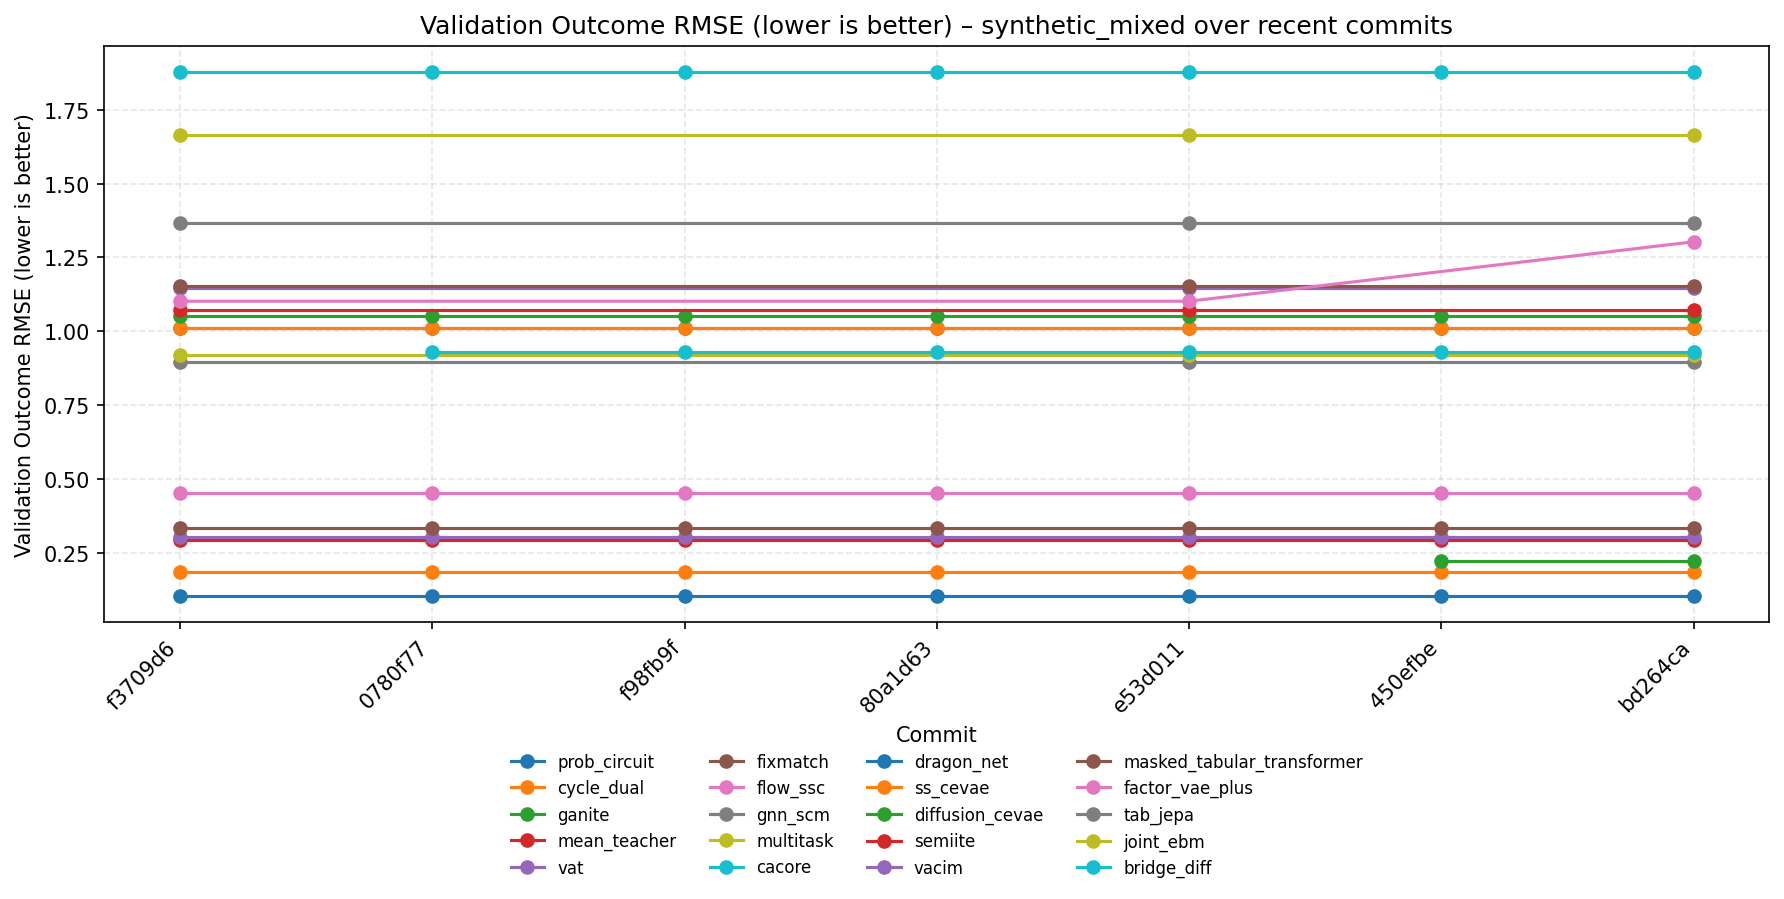 Validation Outcome RMSE (lower is better) – synthetic_mixed over recent commits
Validation Outcome RMSE (lower is better)
1.75
1.50
1.25
1.00
0.75
0.50
0.25
f3709d6
0780f77
f98fb9f
80a1d63
e53d011
450efbe
bd264ca
Commit
prob_circuit
cycle_dual
ganite
mean_teacher
vat
fixmatch
flow_ssc
gnn_scm
multitask
cacore
dragon_net
ss_cevae
diffusion_cevae
semiite
vacim
masked_tabular_transformer
factor_vae_plus
tab_jepa
joint_ebm
bridge_diff